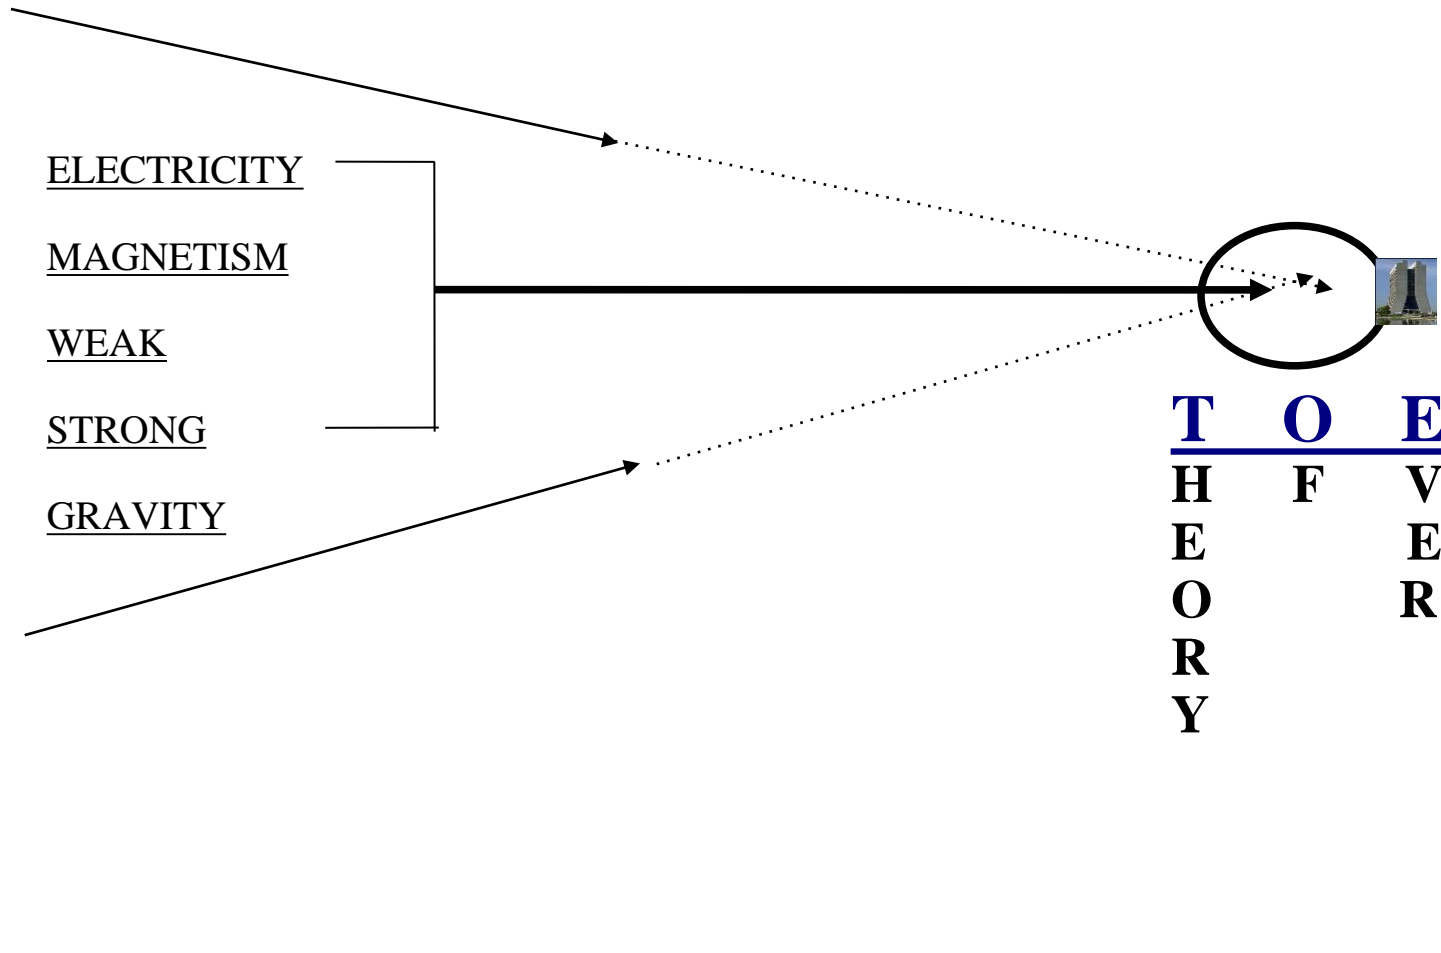 ELECTRICITY
MAGNETISM
WEAK
STRONG
GRAVITY
T O E
H F V
E E
O R
R
Y